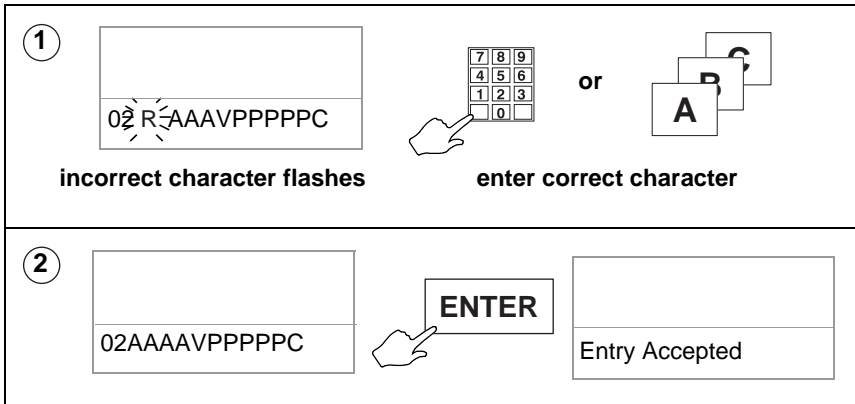 1
7 8 9
4 5 6
1 2 3
0
or
A
B
C
02 R AAAVPPPPPC
incorrect character flashes
enter correct character
2
02AAAAVPPPPPC
ENTER
Entry Accepted